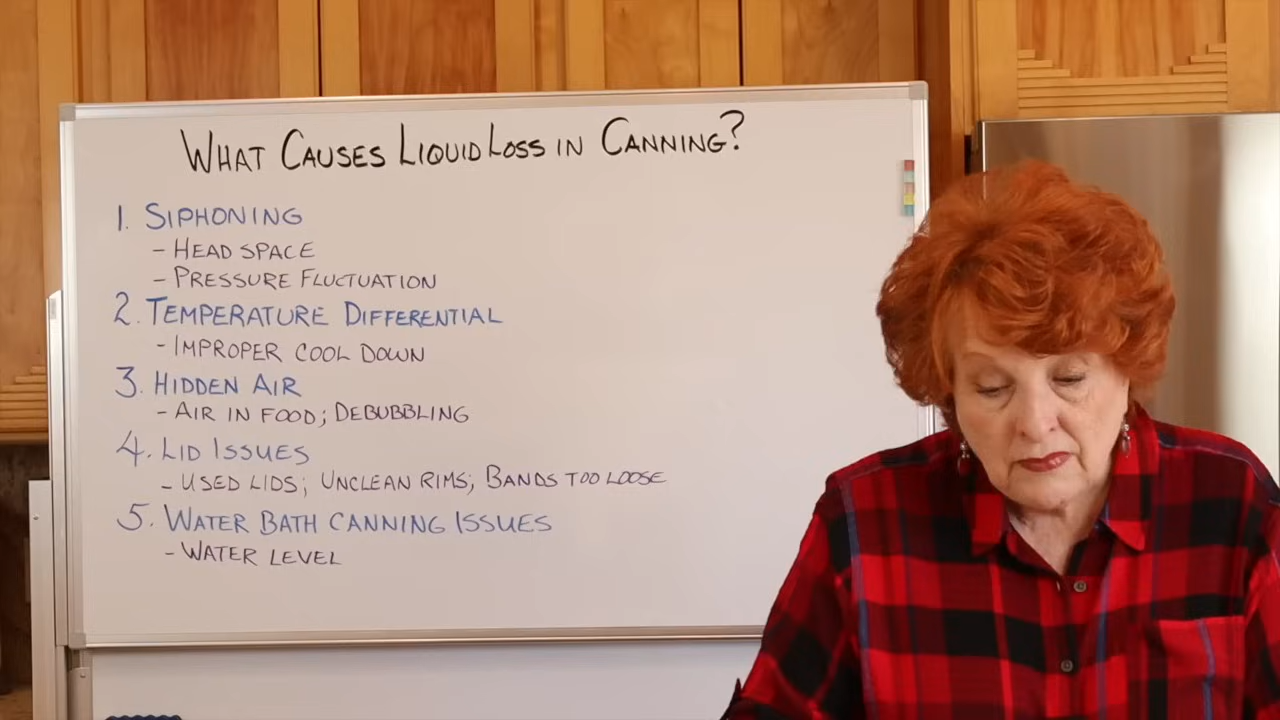 WHAT CAUSES LIQUID LOSS IN CANNING?
1. SIPHONING
- HEAD SPACE
- PRESSURE FLUCTUATION
2. TEMPERATURE DIFFERENTIAL
- IMPROPER COOL DOWN
3. HIDDEN AIR
- AIR IN FOOD; DEBUBBLING
4. LID ISSUES
- USED LIDS; UNCLEAN RIMS; BANDS TOO LOOSE
5. WATER BATH CANNING ISSUES
- WATER LEVEL